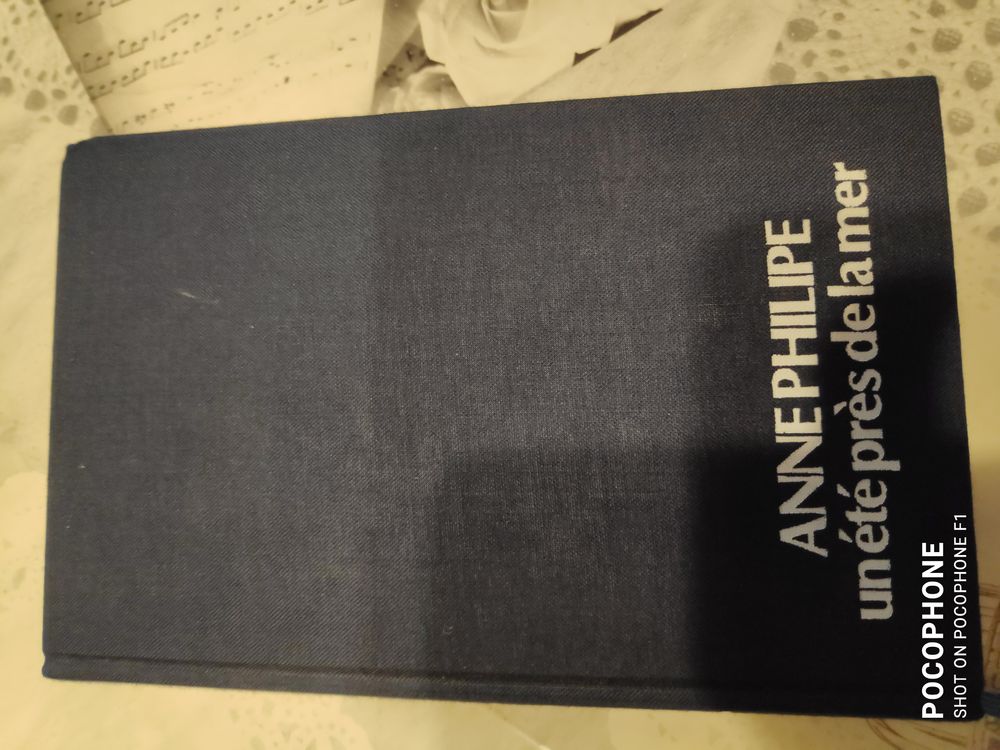 ANNE PHILIPE
un été près de la mer
POCOPHONE
SHOT ON POCOPHONE F1